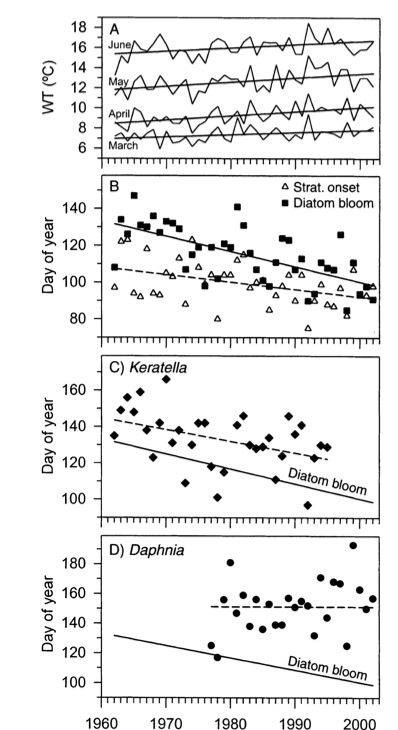 18
A
16
June
14
WT (ºC)
12
May
10
April
8
6
March
B
△ Strat. onset
140
■ Diatom bloom
120
Day of year
100
80
C) Keratella
160
140
Day of year
120
Diatom bloom
100
D) Daphnia
180
160
Day of year
140
120
Diatom bloom
100
1960 1970 1980 1990 2000